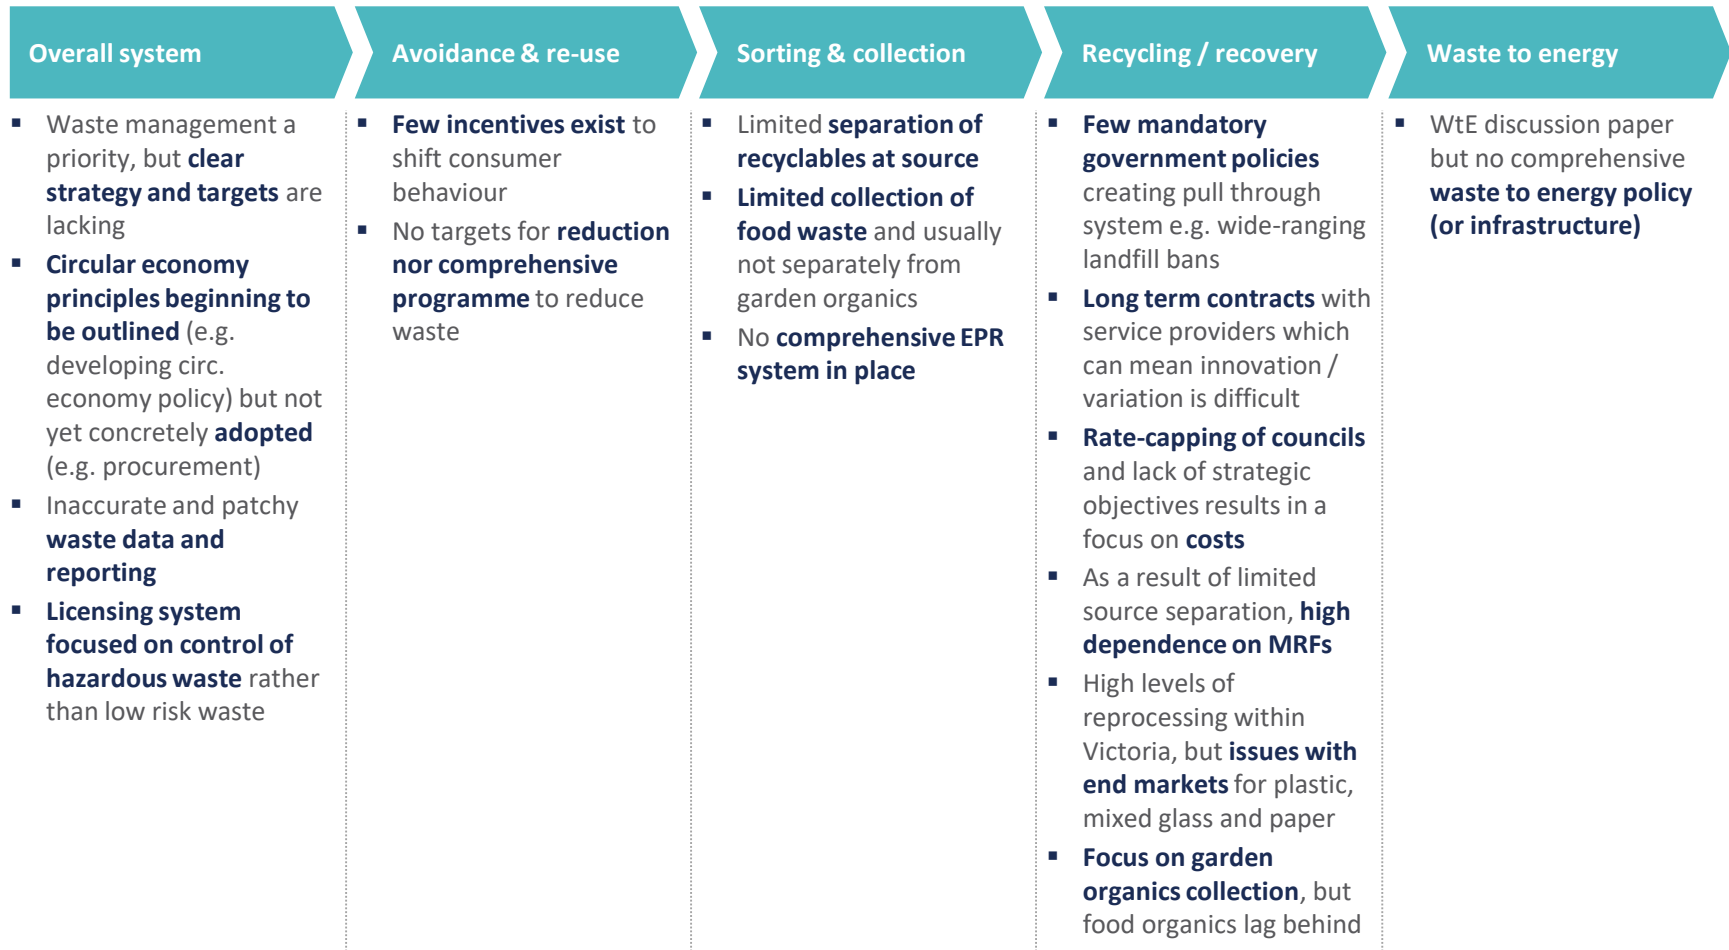 Overall system
Waste management a
priority, but clear
strategy and targets are
lacking
Circular economy
principles beginning to
be outlined (e.g.
developing circ.
economy policy) but not
yet concretely adopted
(e.g. procurement)
Inaccurate and patchy
waste data and
reporting
Licensing system
focused on control of
hazardous waste rather
than low risk waste
Avoidance & re-use
Few incentives exist to
shift consumer
behaviour
No targets for reduction
nor comprehensive
programme to reduce
waste
Sorting & collection
Limited separation of
recyclables at source
Limited collection of
food waste and usually
not separately from
garden organics
No comprehensive EPR
system in place
Recycling / recovery
Few mandatory
government policies
creating pull through
system e.g. wide-ranging
landfill bans
Long term contracts with
service providers which
can mean innovation /
variation is difficult
Rate-capping of councils
and lack of strategic
objectives results in a
focus on costs
As a result of limited
source separation, high
dependence on MRFs
High levels of
reprocessing within
Victoria, but issues with
end markets for plastic,
mixed glass and paper
Focus on garden
organics collection, but
food organics lag behind
Waste to energy
WtE discussion paper
but no comprehensive
waste to energy policy
(or infrastructure)